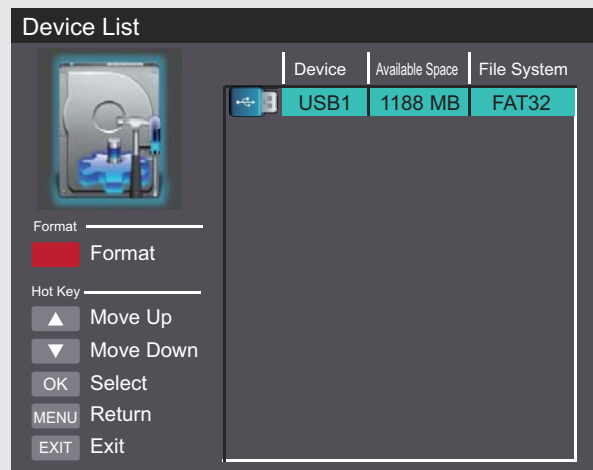 Device List
Device Available Space File System
USB1 1188 MB FAT32
Format
Format
Hot Key
Move Up
Move Down
OK Select
MENU Return
EXIT Exit